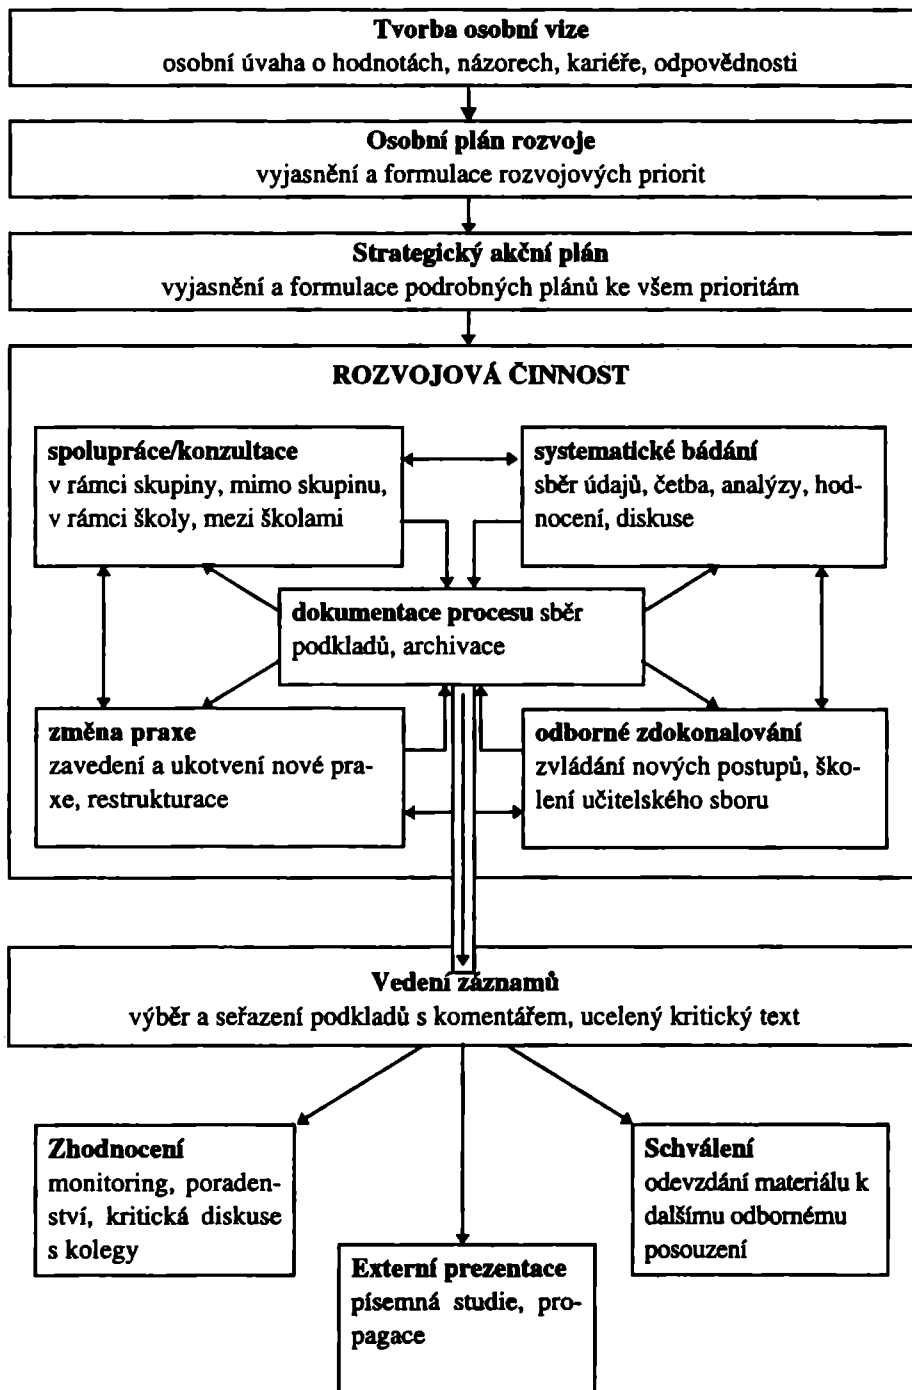 Tvorba osobní vize
osobní úvaha o hodnotách, názorech, kariéře, odpovědnosti
Osobní plán rozvoje
vyjasnění a formulace rozvojových priorit
Strategický akční plán
vyjasnění a formulace podrobných plánů ke všem prioritám
ROZVOJOVÁ ČINNOST
spolupráce/konzultace
v rámci skupiny, mimo skupinu,
v rámci školy, mezi školami
systematické bádání
sběr údajů, četba, analýzy, hod-
nocení, diskuse
dokumentace procesu sběr
podkladů, archivace
změna praxe
zavedení a ukotvení nové pra-
xe, restrukturace
odborné zdokonalování
zvládání nových postupů, ško-
lení učitelského sboru
Vedení záznamů
výběr a seřazení podkladů s komentářem, ucelený kritický text
Zhodnocení
monitoring, poraden-
ství, kritická diskuse
s kolegy
Externí prezentace
písemná studie, pro-
pagace
Schválení
odevzdání materiálu k
dalšímu odbornému
posouzení